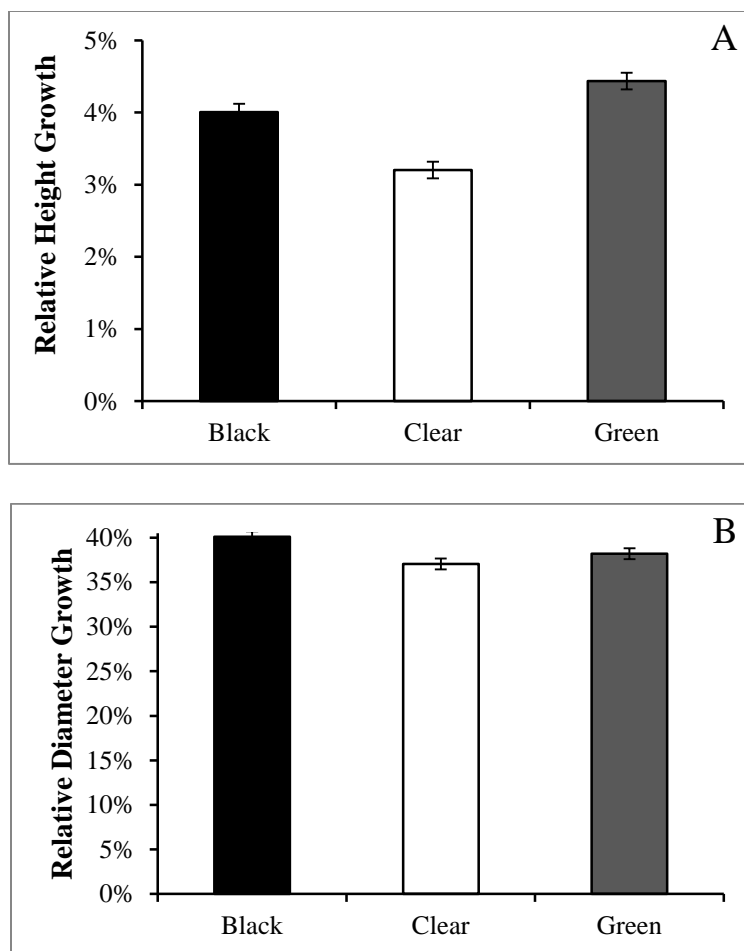 A
Relative Height Growth
5%
4%
3%
2%
1%
0%
Black Clear Green
B
Relative Diameter Growth
40%
35%
30%
25%
20%
15%
10%
5%
0%
Black Clear Green